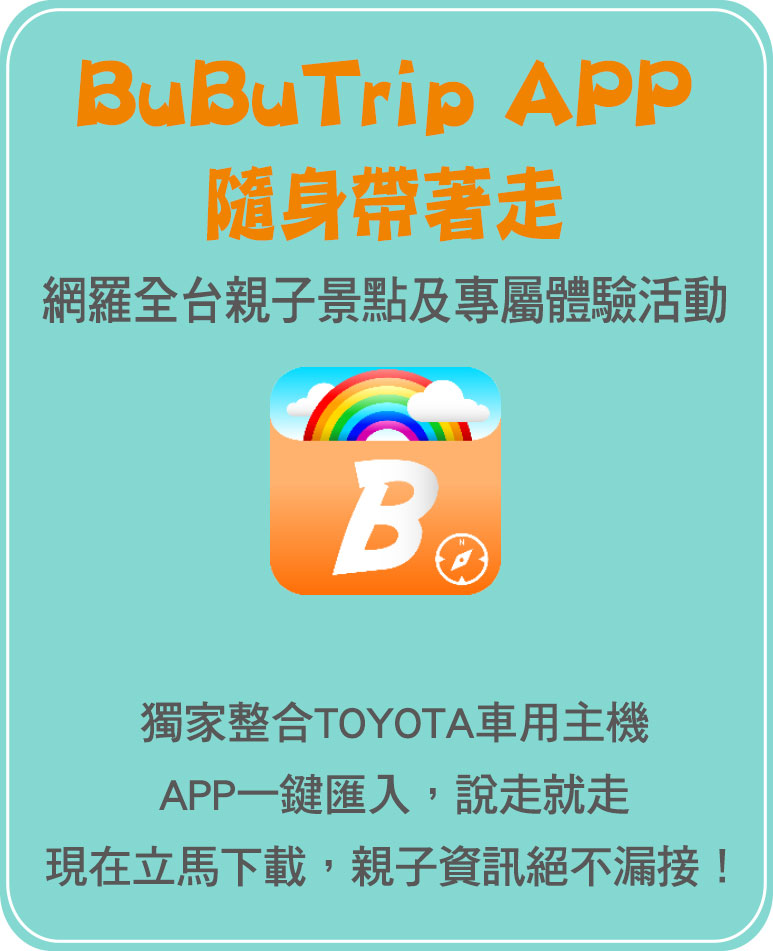 BuBuTrip APP
隨身帶著走
網羅全台親子景點及專屬體驗活動
B
N
獨家整合TOYOTA車用主機
APP一鍵匯入，說走就走
現在立馬下載，親子資訊絕不漏接！